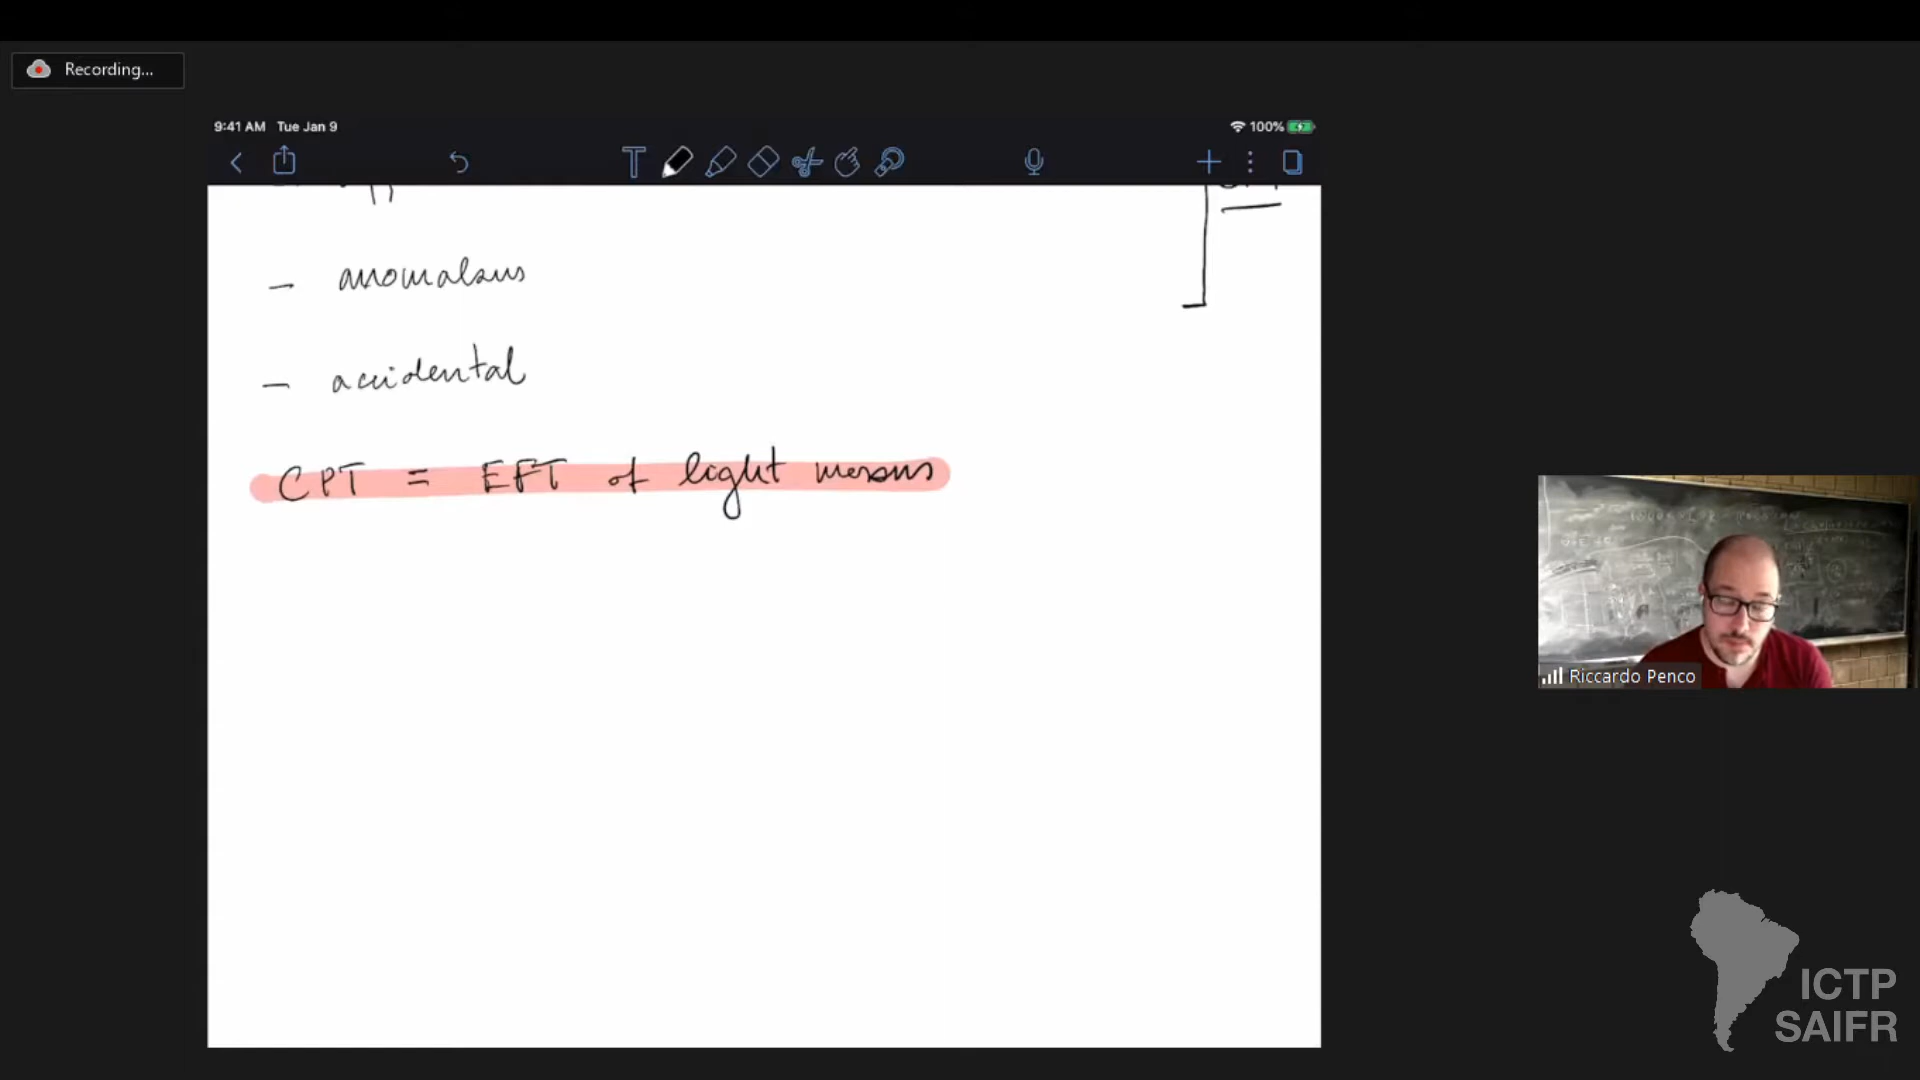 Recording...
9:41 AM Tue Jan 9
100%
- anomalous
- accidental
CPT = EFT of light mesons
Riccardo Penco
ICTP
SAIFR